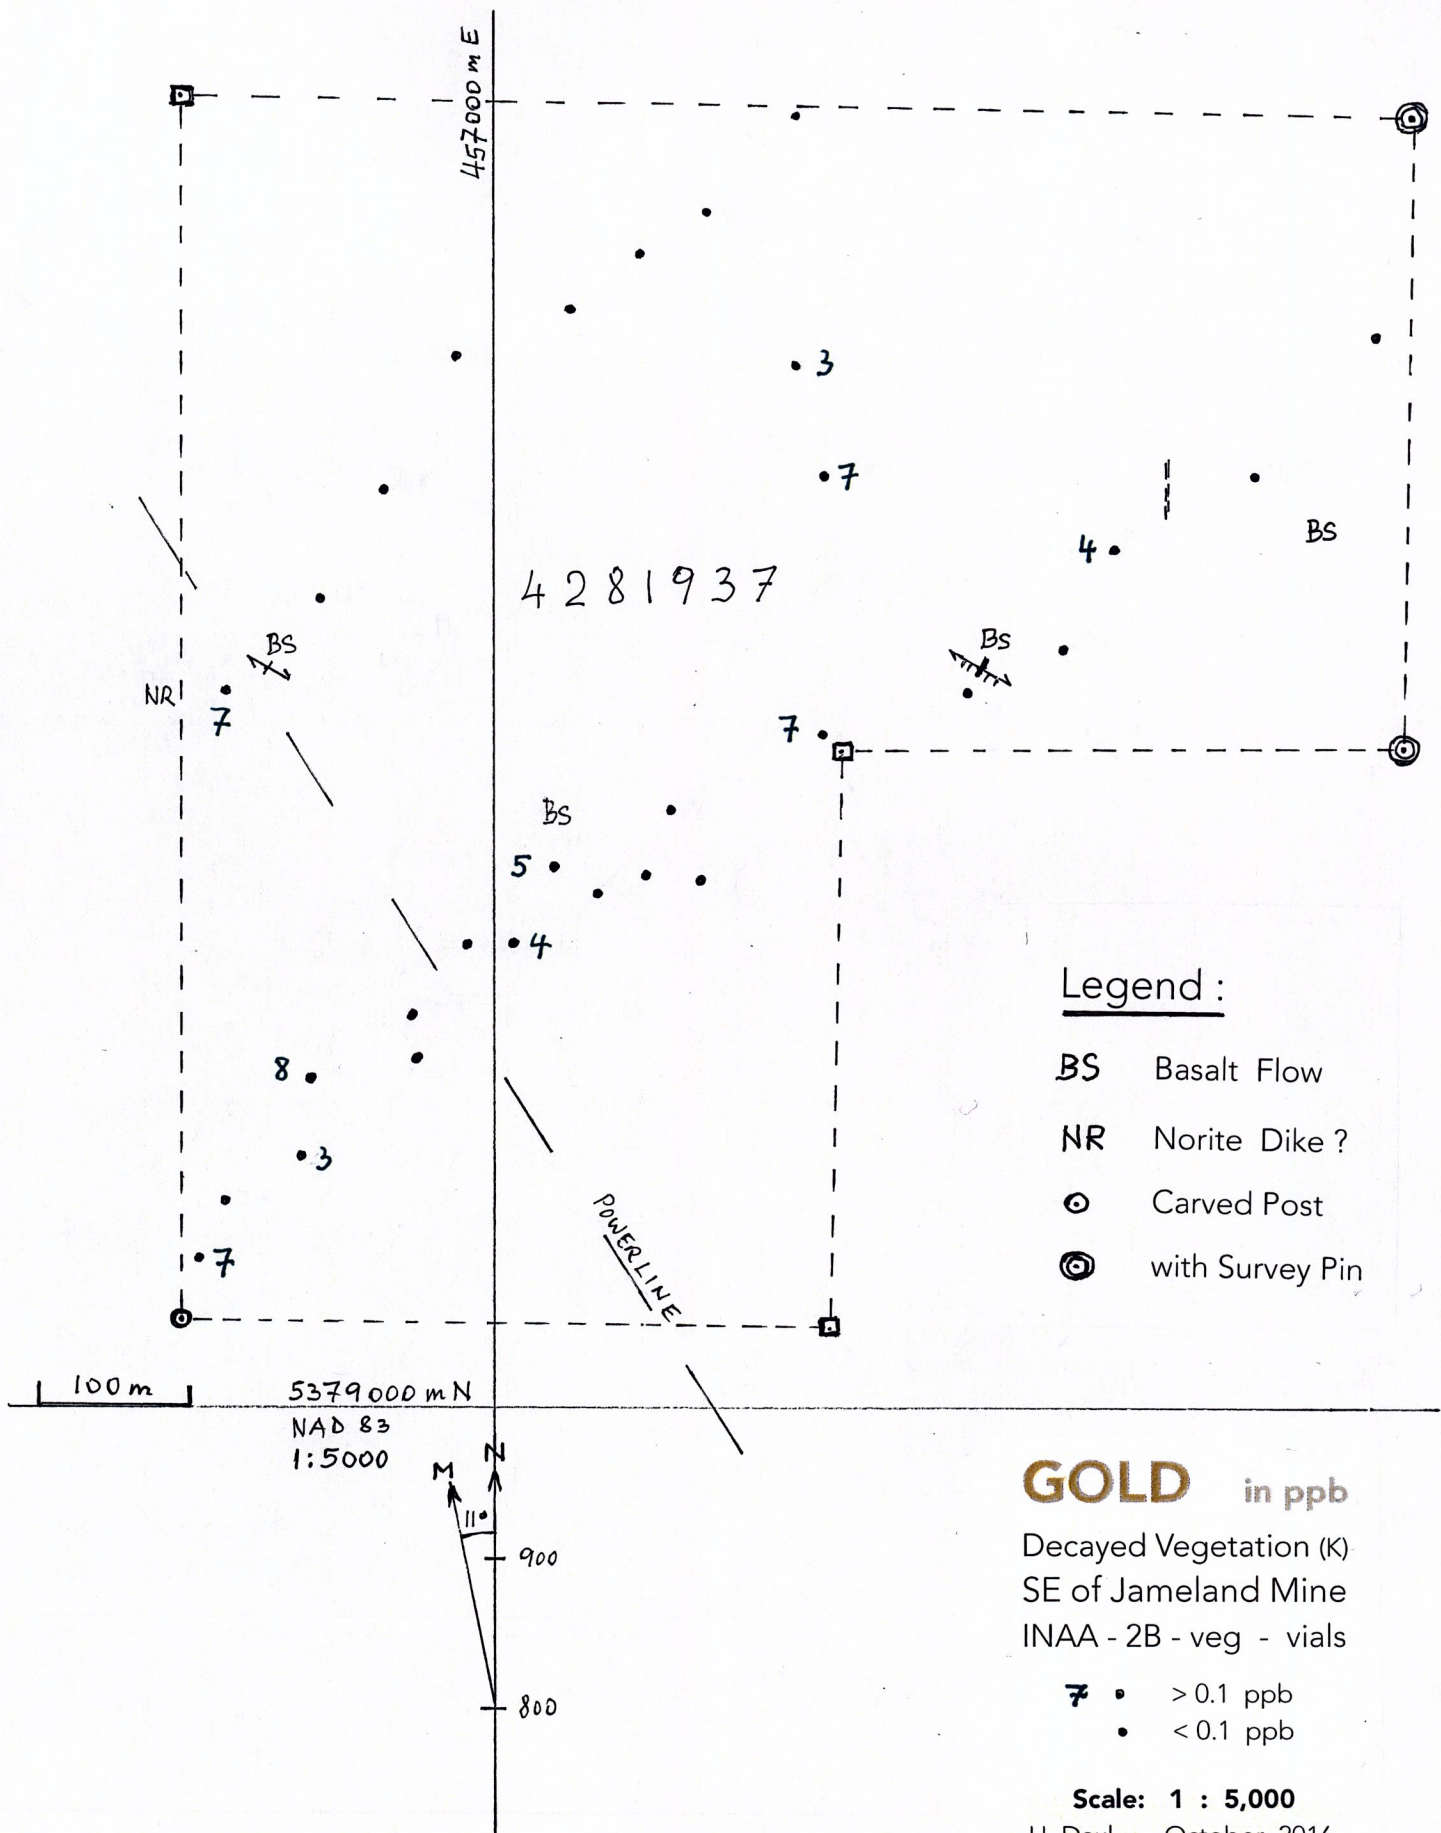 457000 m E
3
7
4
BS
4281937
BS
BS
NR
7
7
BS
5
4
8
3
7
POWERLINE
Legend :
BS Basalt Flow
NR Norite Dike ?
Carved Post
with Survey Pin
100 m
5379000 m N
NAD 83
1:5000
M N
11°
900
800
GOLD in ppb
Decayed Vegetation (K)
SE of Jameland Mine
INAA - 2B - veg - vials
7 • > 0.1 ppb
• < 0.1 ppb
Scale: 1 : 5,000
October 2016